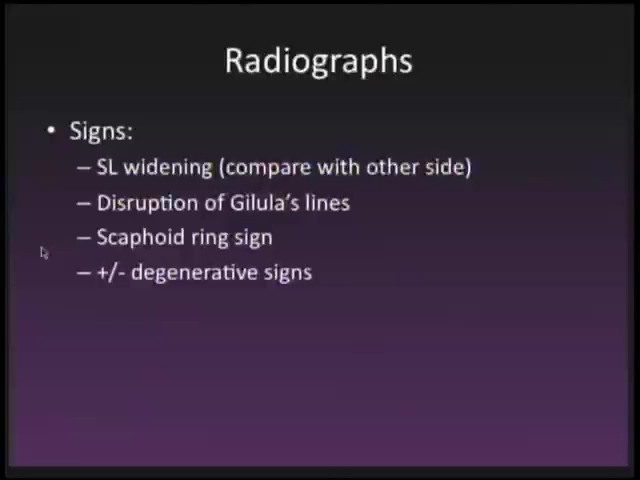 Radiographs
• Signs:
– SL widening (compare with other side)
– Disruption of Gilula's lines
– Scaphoid ring sign
– +/- degenerative signs